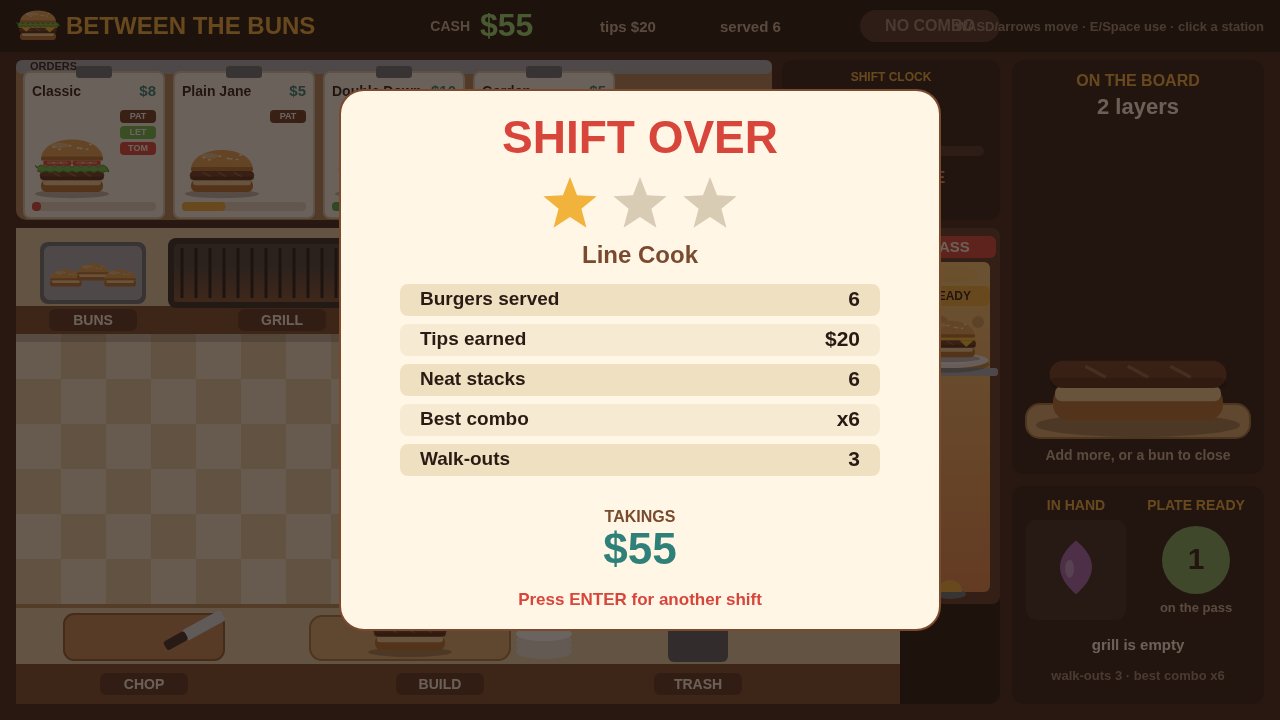 BETWEEN THE BUNS
CASH $55
tips $20
served 6
NO COMBO
WASD/arrows move · E/Space use · click a station
ORDERS
Classic $8
PAT
LET
TOM
Plain Jane $5
PAT
SHIFT CLOCK
ON THE BOARD
2 layers
SHIFT OVER
Line Cook
Burgers served 6
Tips earned $20
Neat stacks 6
Best combo x6
Walk-outs 3
TAKINGS
$55
Press ENTER for another shift
BUNS
GRILL
Add more, or a bun to close
IN HAND
PLATE READY
1
on the pass
grill is empty
walk-outs 3 · best combo x6
CHOP
BUILD
TRASH